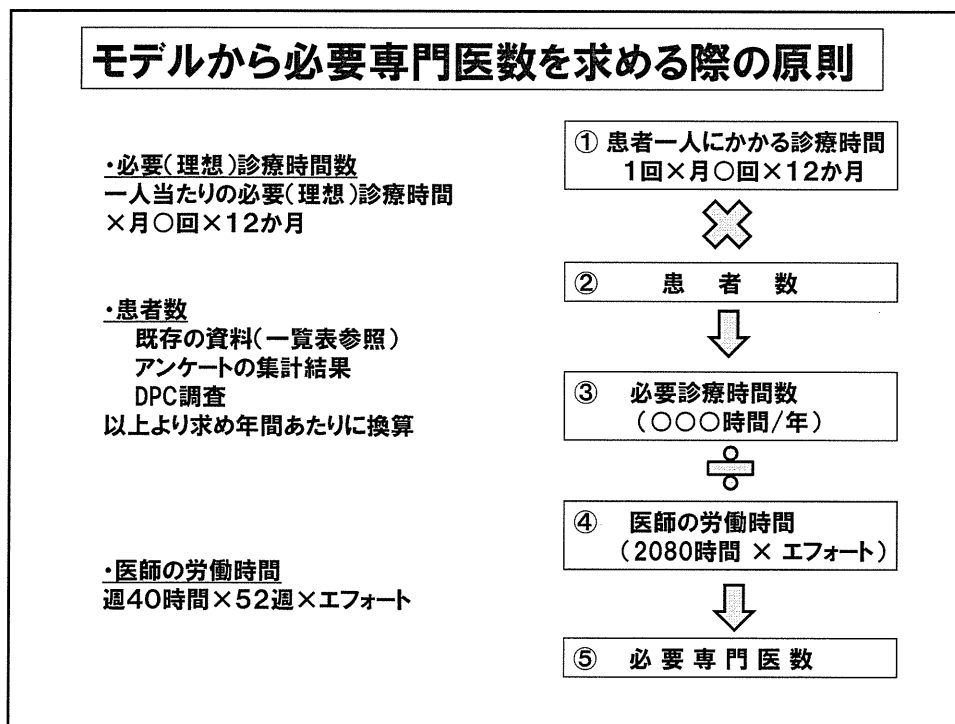 モデルから必要専門医数を求める際の原則
・必要(理想)診療時間数
一人当たりの必要(理想)診療時間
×月○回×12か月
・患者数
既存の資料(一覧表参照)
アンケートの集計結果
DPC調査
以上より求め年間あたりに換算
・医師の労働時間
週40時間×52週×エフォート
① 患者一人にかかる診療時間
1回×月○回×12か月
② 患 者 数
③ 必要診療時間数
(○○○時間/年)
④ 医師の労働時間
(2080時間 × エフォート)
⑤ 必 要 専 門 医 数